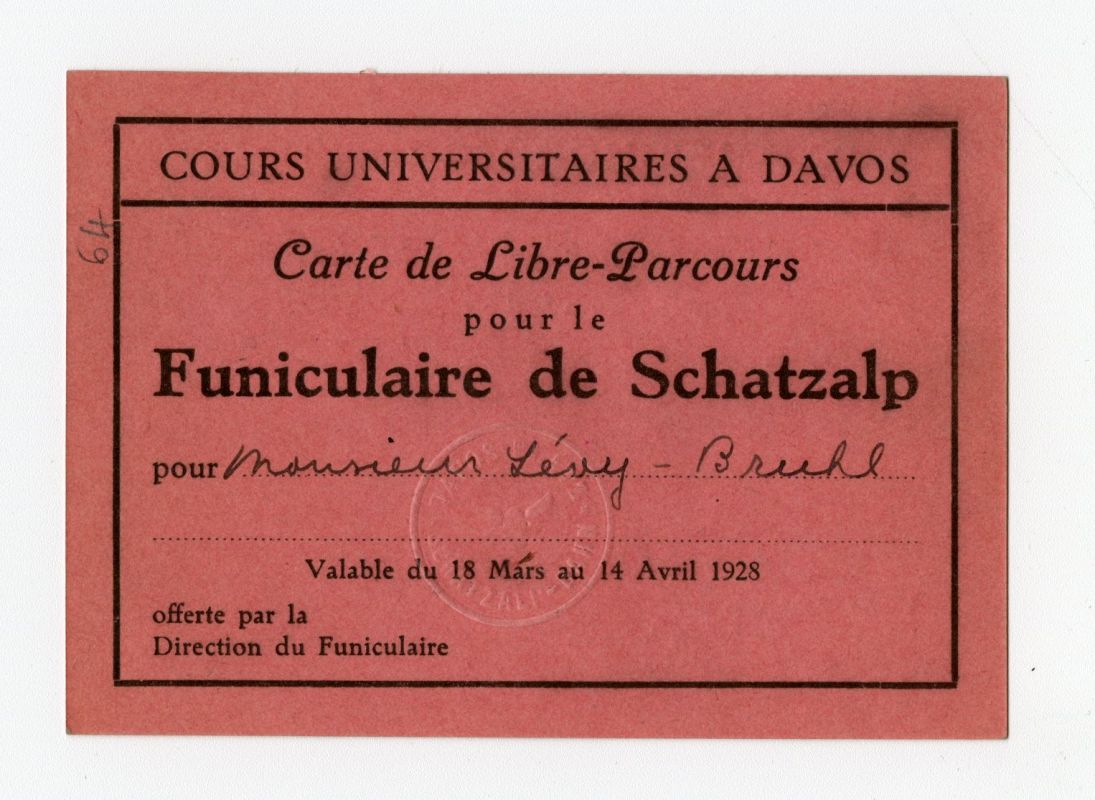 COURS UNIVERSITAIRES A DAVOS
64
Carte de Libre-Parcours
pour le
Funiculaire de Schatzalp
pour Monsieur Lévy - Bruhl
Valable du 18 Mars au 14 Avril 1928
offerte par la
Direction du Funiculaire